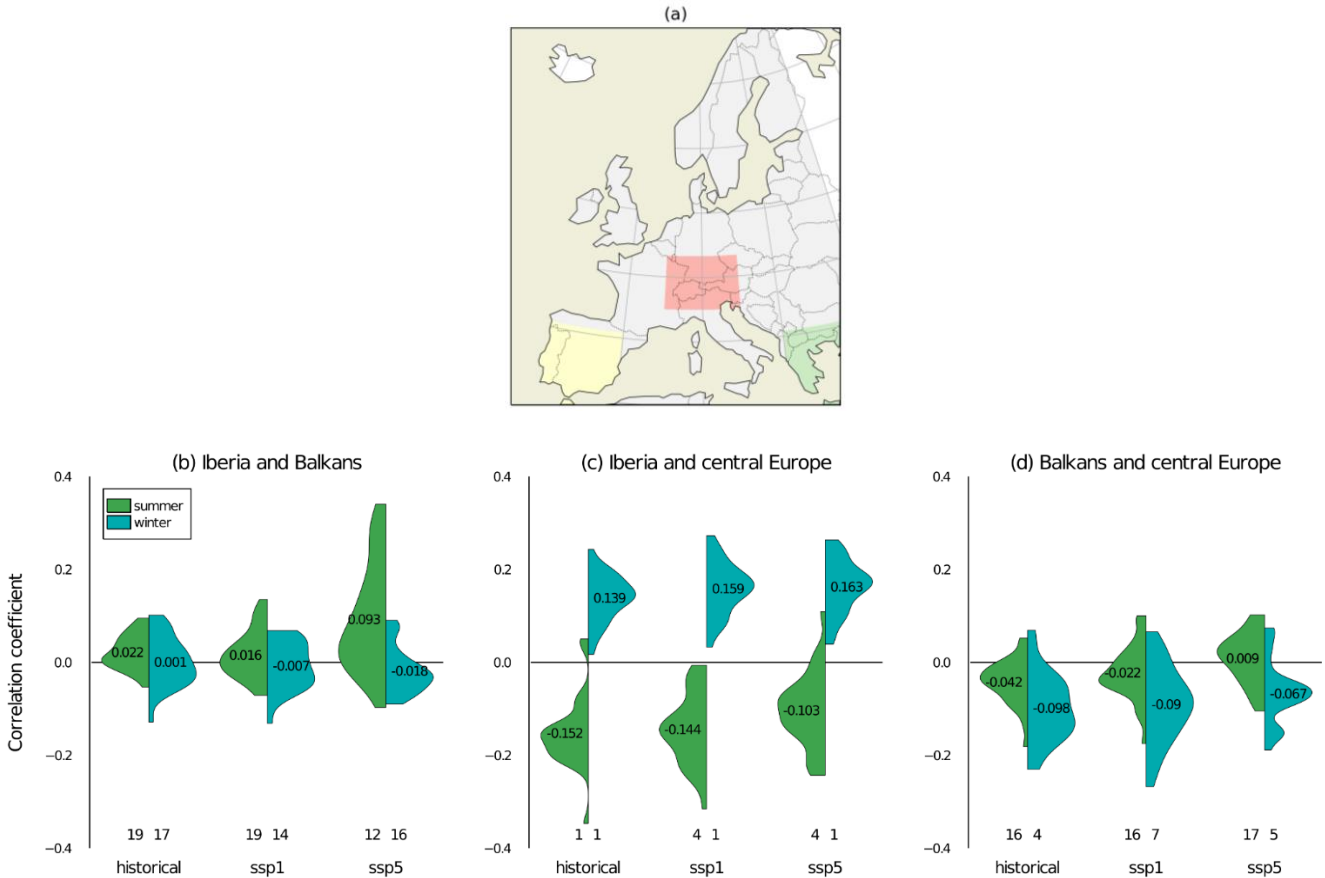 (a)
(b) Iberia and Balkans
0.4
summer
winter
0.2
0.0
−0.2
−0.4
Correlation coefficient
0.022
0.001
0.016
-0.007
0.093
-0.018
19 17
19 14
12 16
historical
ssp1
ssp5
(c) Iberia and central Europe
0.4
0.2
0.0
−0.2
−0.4
0.139
0.159
0.163
-0.152
-0.144
-0.103
1 1
4 1
4 1
historical
ssp1
ssp5
(d) Balkans and central Europe
0.4
0.2
0.0
−0.2
−0.4
-0.042
-0.098
-0.022
-0.09
0.009
-0.067
16 4
16 7
17 5
historical
ssp1
ssp5